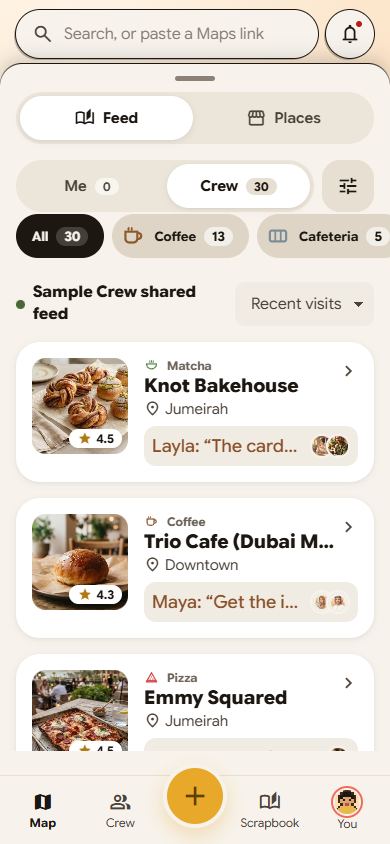 Search, or paste a Maps link
Feed
Places
Me 0
Crew 30
All 30
Coffee 13
Cafeteria 5
Sample Crew shared
feed
Recent visits
Matcha
Knot Bakehouse
Jumeirah
4.5
Layla: “The card...
Coffee
Trio Cafe (Dubai M...
Downtown
4.3
Maya: “Get the i...
Pizza
Emmy Squared
Jumeirah
4.5
Map
Crew
Scrapbook
You